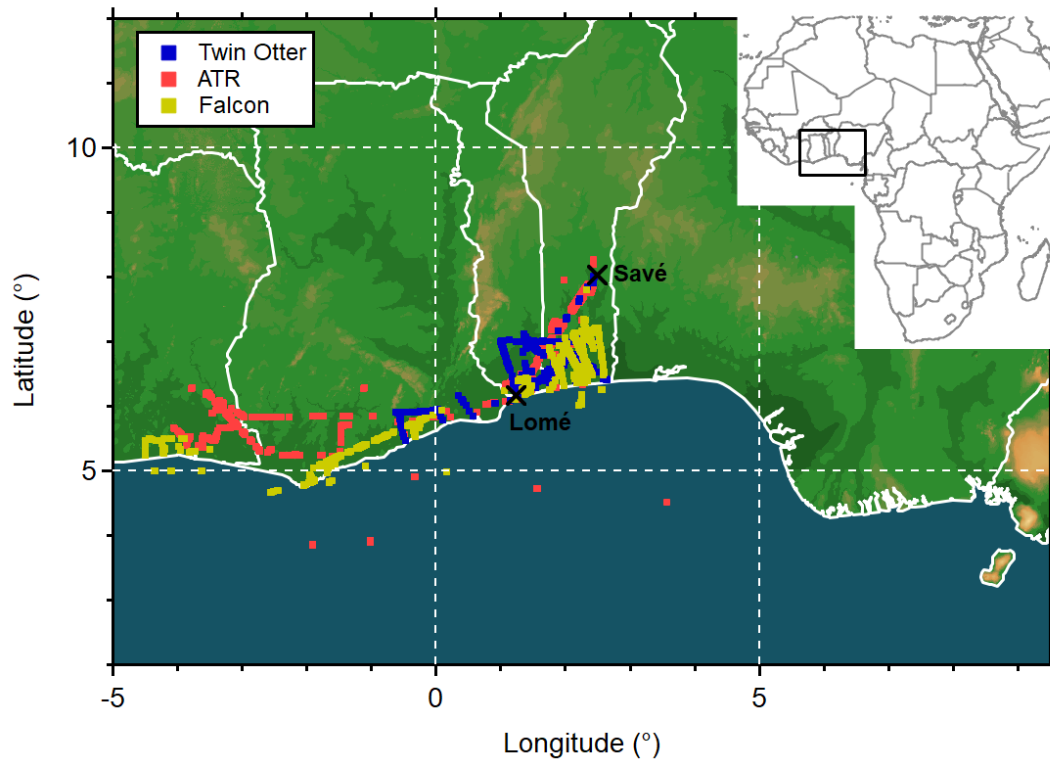 Twin Otter
ATR
Falcon
10
Savé
Latitude (°)
Lomé
5
-5
0
5
Longitude (°)